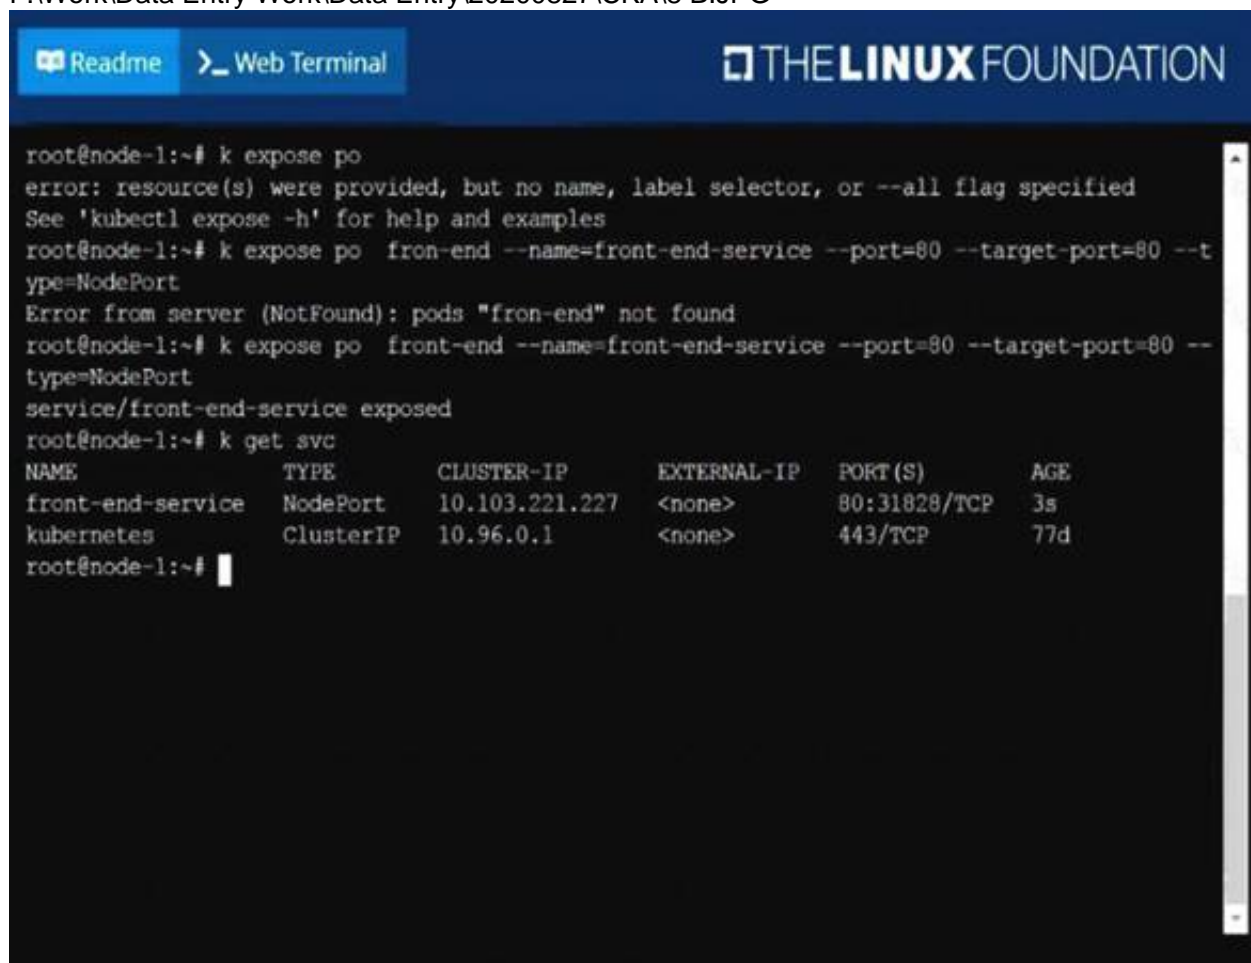 Readme
>_ Web Terminal
THE LINUX FOUNDATION
root@node-1:~# k expose po
error: resource(s) were provided, but no name, label selector, or --all flag specified
See 'kubectl expose -h' for help and examples
root@node-1:~# k expose po  fron-end --name=front-end-service --port=80 --target-port=80 --t
ype=NodePort
Error from server (NotFound): pods "fron-end" not found
root@node-1:~# k expose po  front-end --name=front-end-service --port=80 --target-port=80 --
type=NodePort
service/front-end-service exposed
root@node-1:~# k get svc
NAME TYPE CLUSTER-IP EXTERNAL-IP PORT(S) AGE
front-end-service NodePort 10.103.221.227 <none> 80:31828/TCP 3s
kubernetes ClusterIP 10.96.0.1 <none> 443/TCP 77d
root@node-1:~#